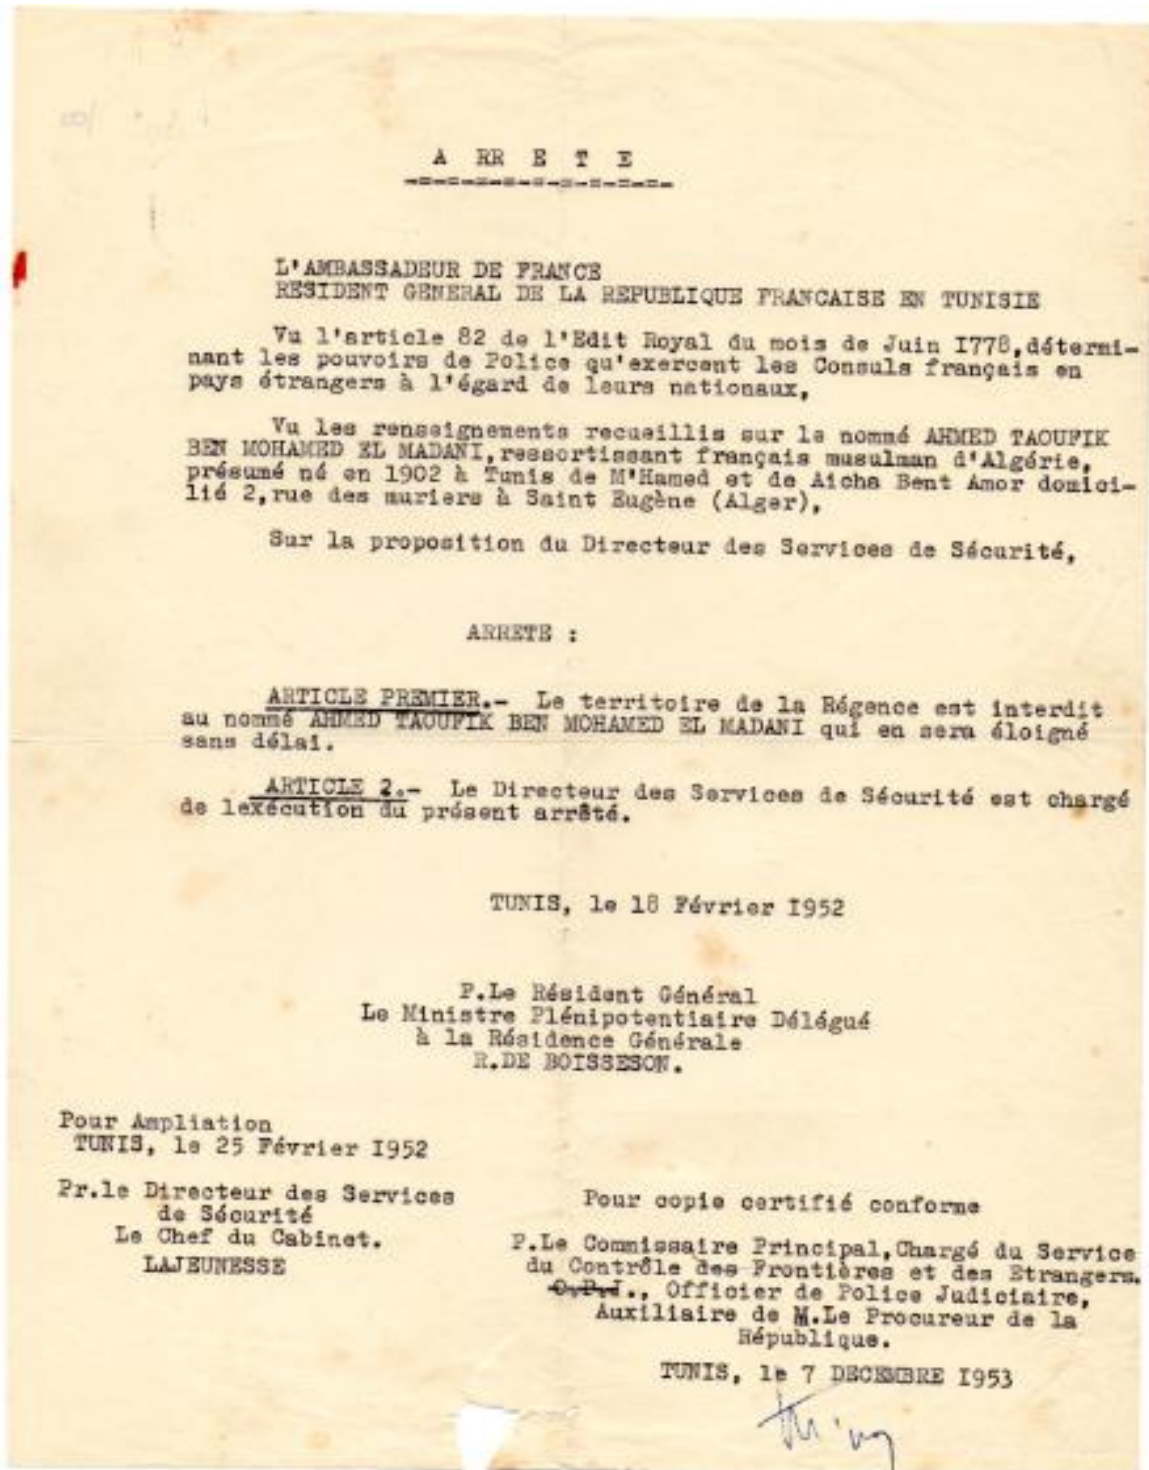 A RR E T E
-=-=-=-=-=-=-=-=-=-=-
L'AMBASSADEUR DE FRANCE
RESIDENT GENERAL DE LA REPUBLIQUE FRANCAISE EN TUNISIE
Vu l'article 82 de l'Edit Royal du mois de Juin I778,détermi-
nant les pouvoirs de Police qu'exercent les Consuls français en
pays étrangers à l'égard de leurs nationaux,
Vu les renseignements recueillis sur le nommé AHMED TAOUFIK
BEN MOHAMED EL MADANI,ressortissant français musulman d'Algérie,
présumé né en 1902 à Tunis de M'Hamed et de Aicha Bent Amor domici-
lié 2,rue des muriers à Saint Eugène (Alger),
Sur la proposition du Directeur des Services de Sécurité,
ARRETE :
ARTICLE PREMIER.- Le territoire de la Régence est interdit
au nommé AHMED TAOUFIK BEN MOHAMED EL MADANI qui en sera éloigné
sans délai.
ARTICLE 2.- Le Directeur des Services de Sécurité est chargé
de lexécution du présent arrêté.
TUNIS, le 18 Février I952
P.Le Résident Général
Le Ministre Plénipotentiaire Délégué
à la Résidence Générale
R.DE BOISSESON.
Pour Ampliation
TUNIS, le 25 Février I952
Pr.le Directeur des Services
de Sécurité
Le Chef du Cabinet.
LAJEUNESSE
Pour copie certifié conforme
P.Le Commissaire Principal,Chargé du Service
du Contrôle des Frontières et des Etrangers.
O.P.J.., Officier de Police Judiciaire,
Auxiliaire de M.Le Procureur de la
République.
TUNIS, le 7 DECEMBRE I953